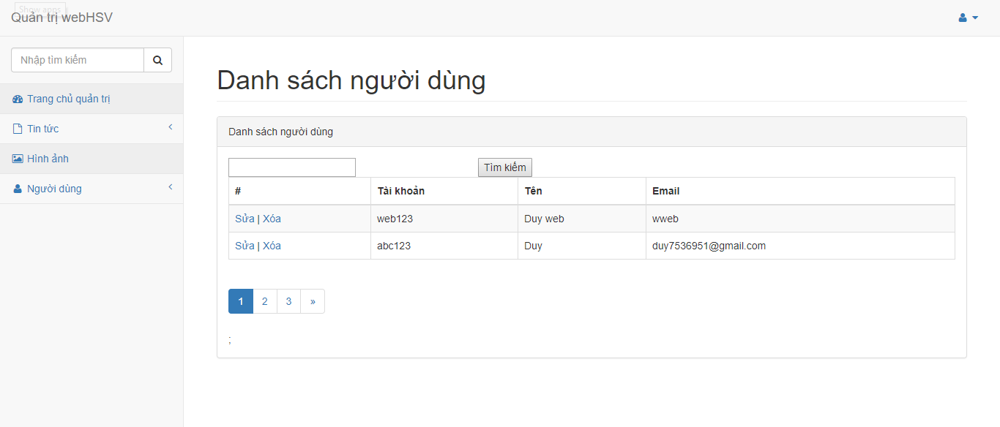 Show apps
Quản trị webHSV
Nhập tìm kiếm
Trang chủ quản trị
Tin tức
Hình ảnh
Người dùng
Danh sách người dùng
Danh sách người dùng
Tìm kiếm
# Tài khoản Tên Email
Sửa | Xóa web123 Duy web wweb
Sửa | Xóa abc123 Duy duy7536951@gmail.com
1 2 3 »
;